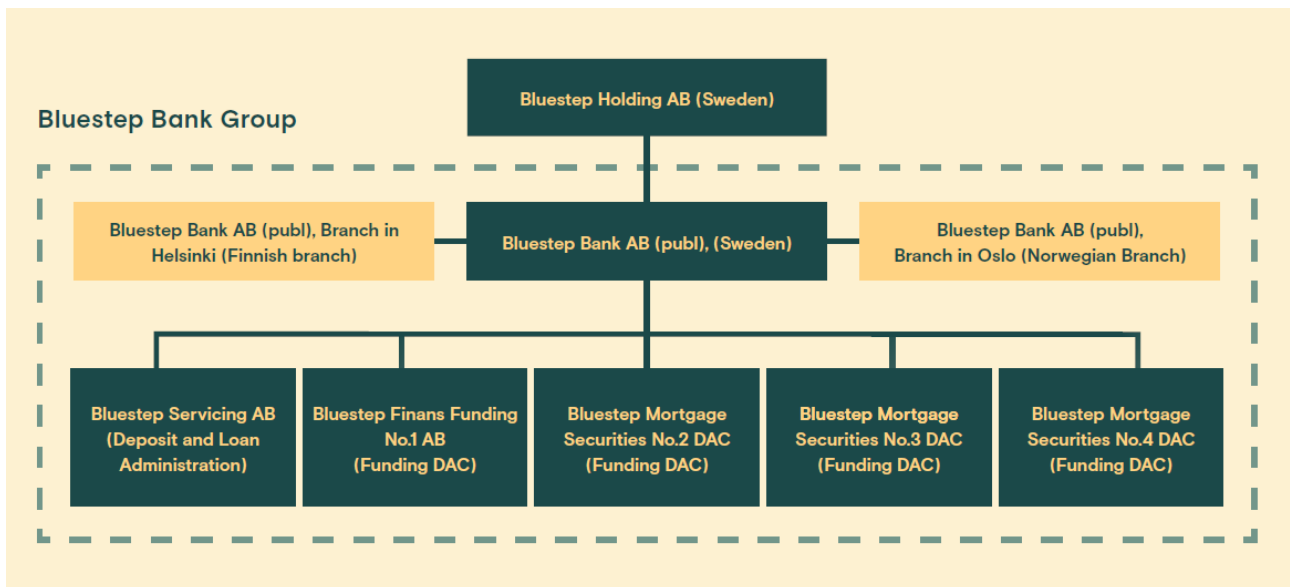 Bluestep Holding AB (Sweden)
Bluestep Bank Group
Bluestep Bank AB (publ), Branch in
Helsinki (Finnish branch)
Bluestep Bank AB (publ), (Sweden)
Bluestep Bank AB (publ),
Branch in Oslo (Norwegian Branch)
Bluestep Servicing AB
(Deposit and Loan
Administration)
Bluestep Finans Funding
No.1 AB
(Funding DAC)
Bluestep Mortgage
Securities No.2 DAC
(Funding DAC)
Bluestep Mortgage
Securities No.3 DAC
(Funding DAC)
Bluestep Mortgage
Securities No.4 DAC
(Funding DAC)